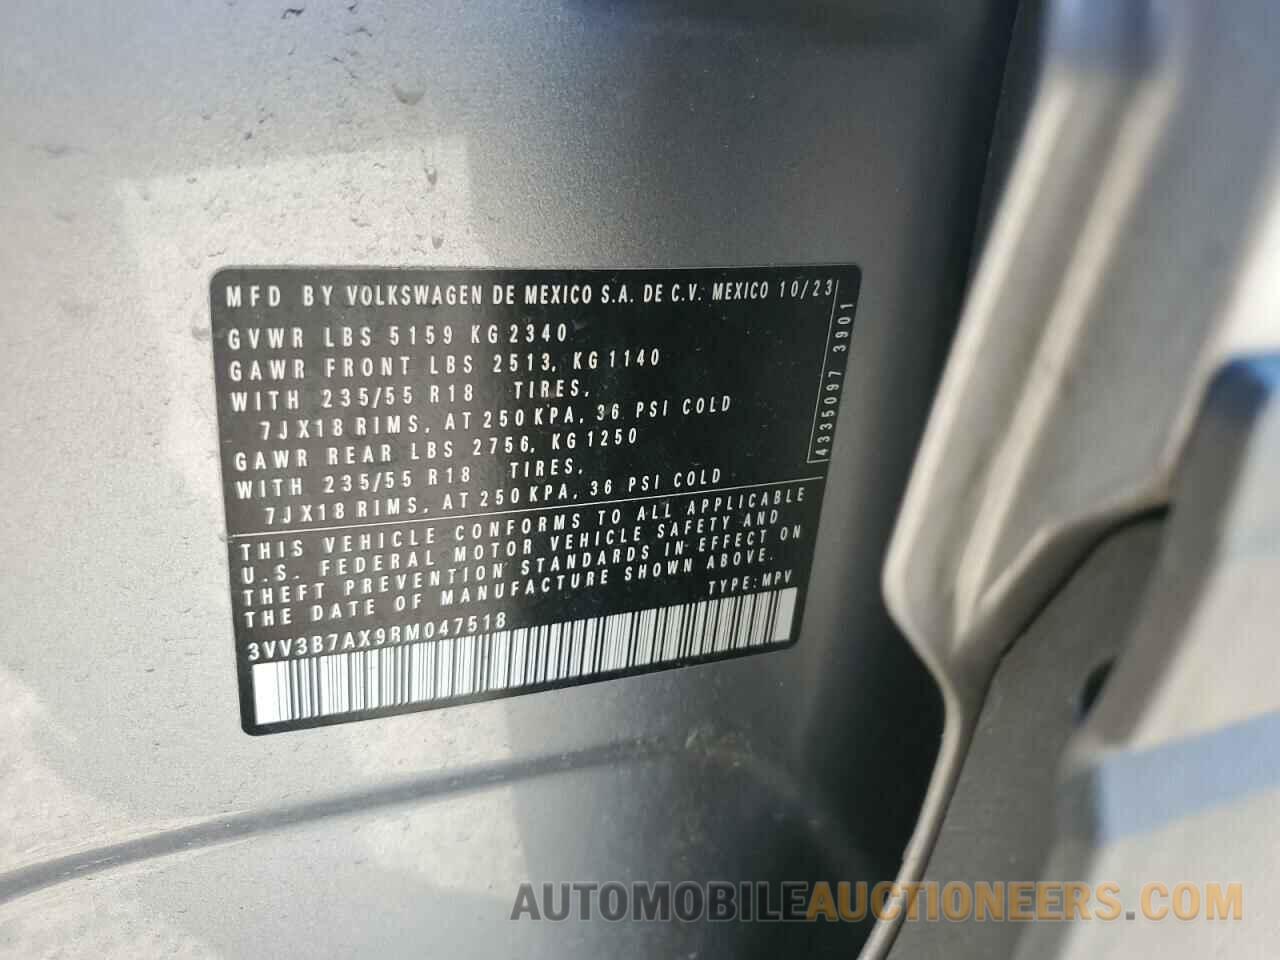 MFD BY VOLKSWAGEN DE MEXICO S.A. DE C.V. MEXICO 10/23
GVWR LBS 5159 KG 2340
GAWR FRONT LBS 2513, KG 1140
WITH 235/55 R18 TIRES,
7JX18 RIMS, AT 250 KPA, 36 PSI COLD
GAWR REAR LBS 2756, KG 1250
WITH 235/55 R18 TIRES,
7JX18 RIMS, AT 250 KPA, 36 PSI COLD
4335097 3901
THIS VEHICLE CONFORMS TO ALL APPLICABLE
U.S. FEDERAL MOTOR VEHICLE SAFETY AND
THEFT PREVENTION STANDARDS IN EFFECT ON
THE DATE OF MANUFACTURE SHOWN ABOVE.
TYPE: MPV
3VV3B7AX9RM047518
AUTOMOBILEAUCTIONEERS.COM